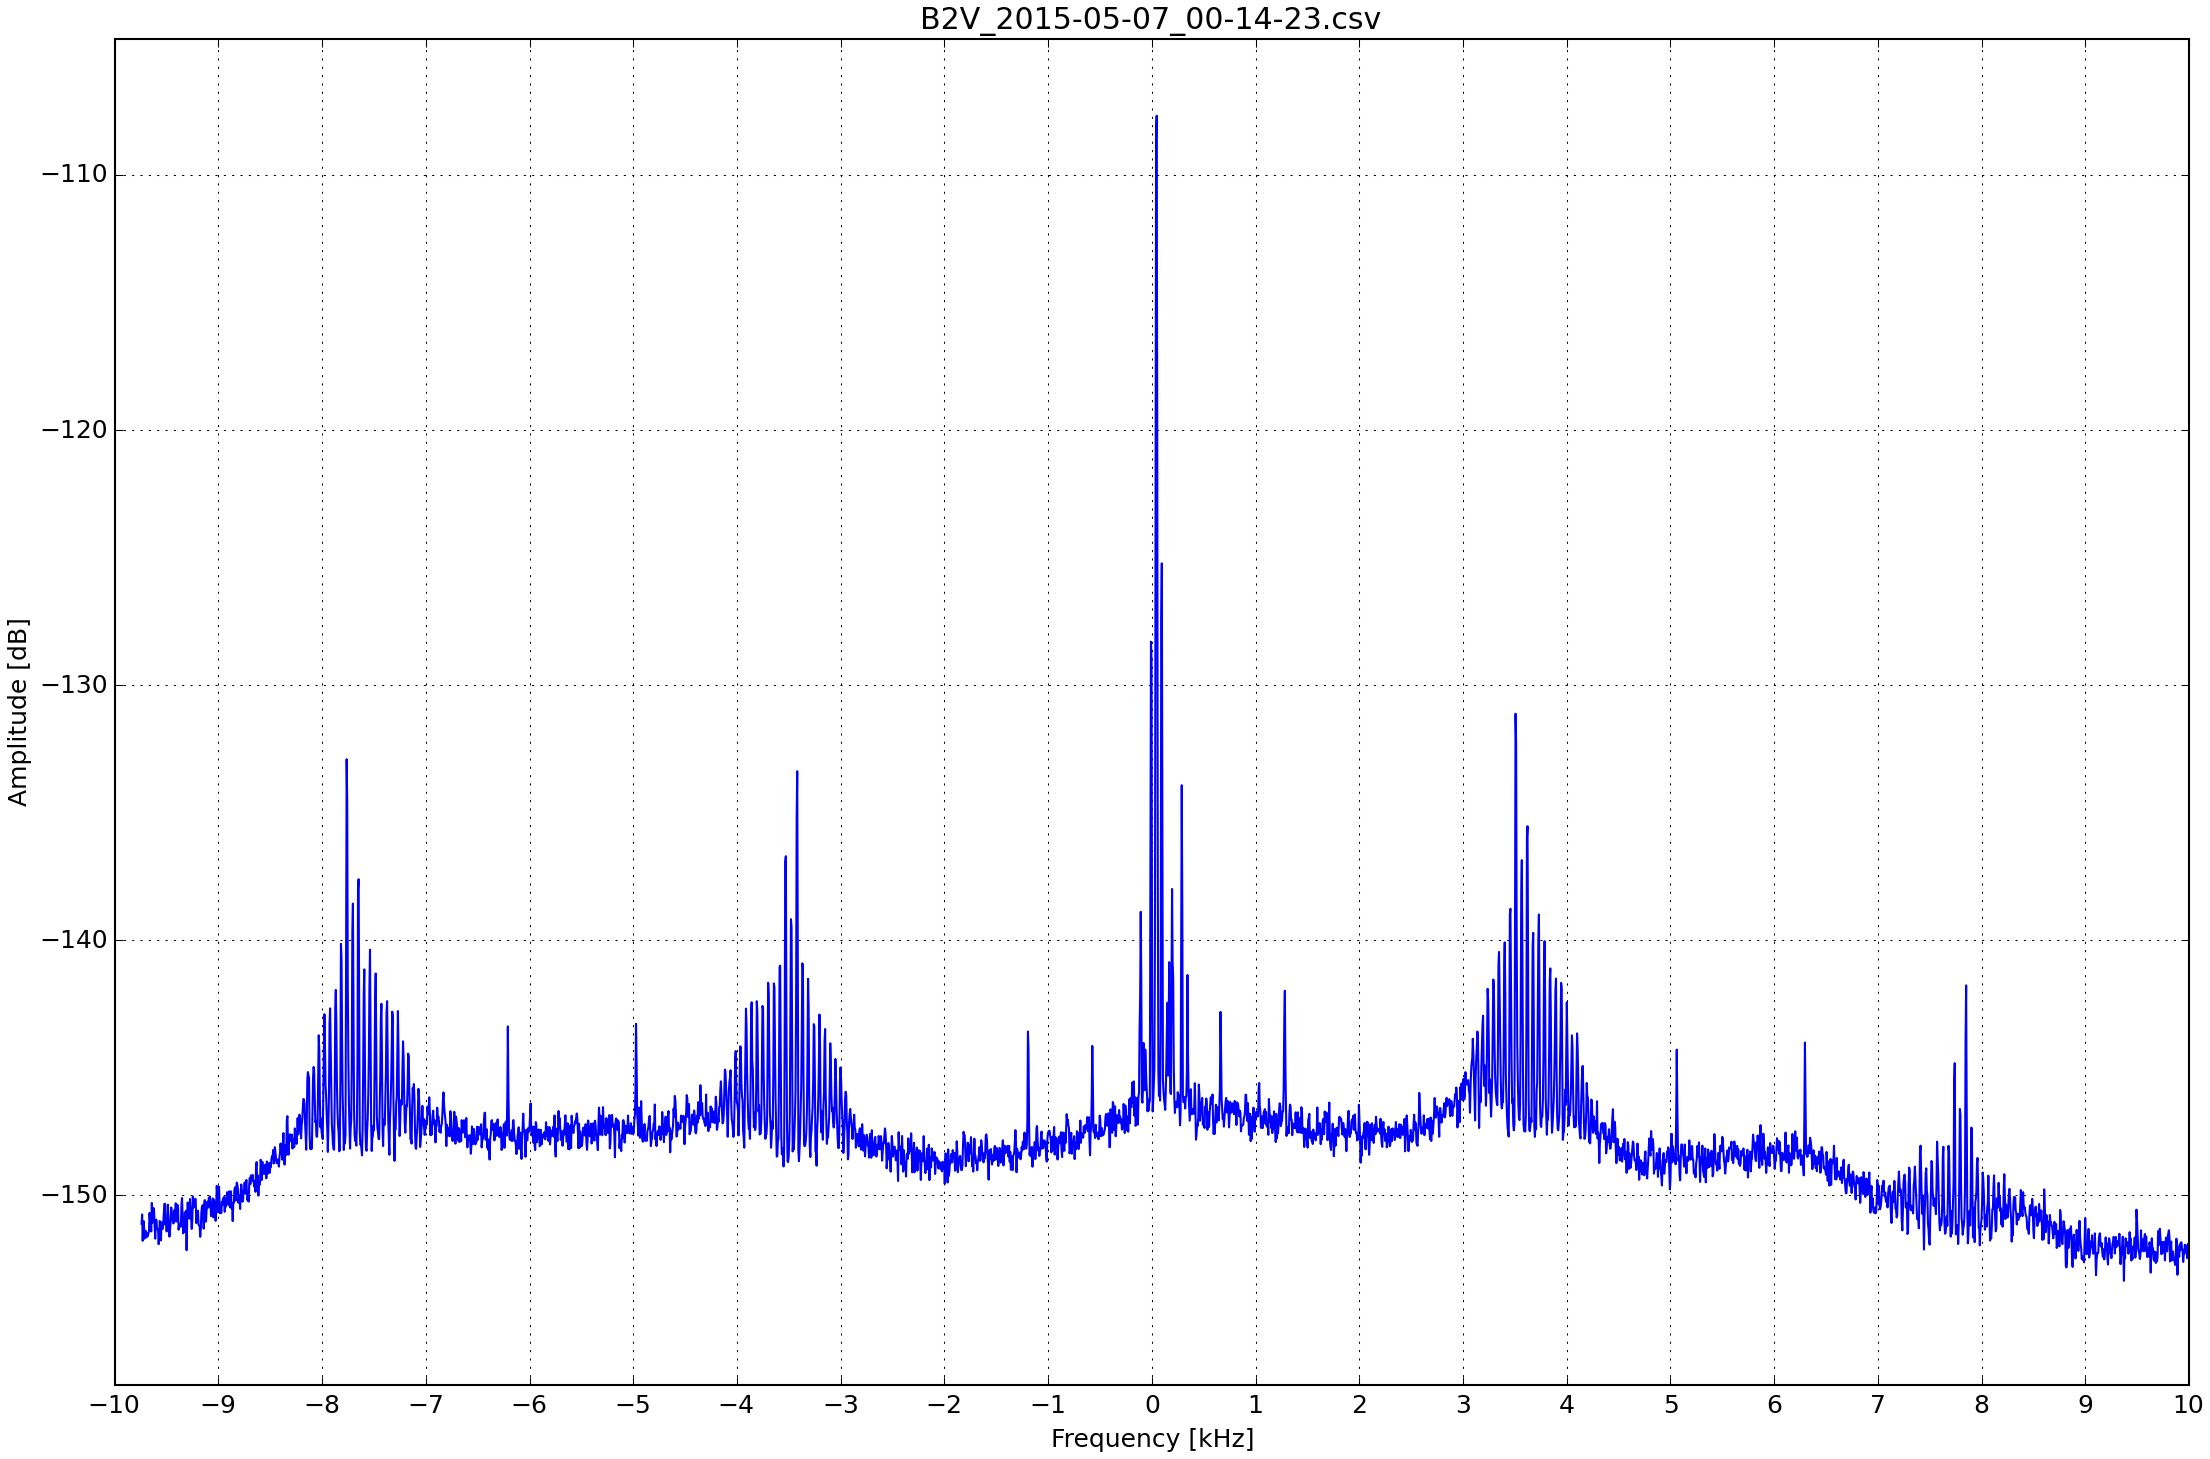 B2V_2015-05-07_00-14-23.csv
Amplitude [dB]
−110
−120
−130
−140
−150
−10 −9 −8 −7 −6 −5 −4 −3 −2 −1 0 1 2 3 4 5 6 7 8 9 10
Frequency [kHz]